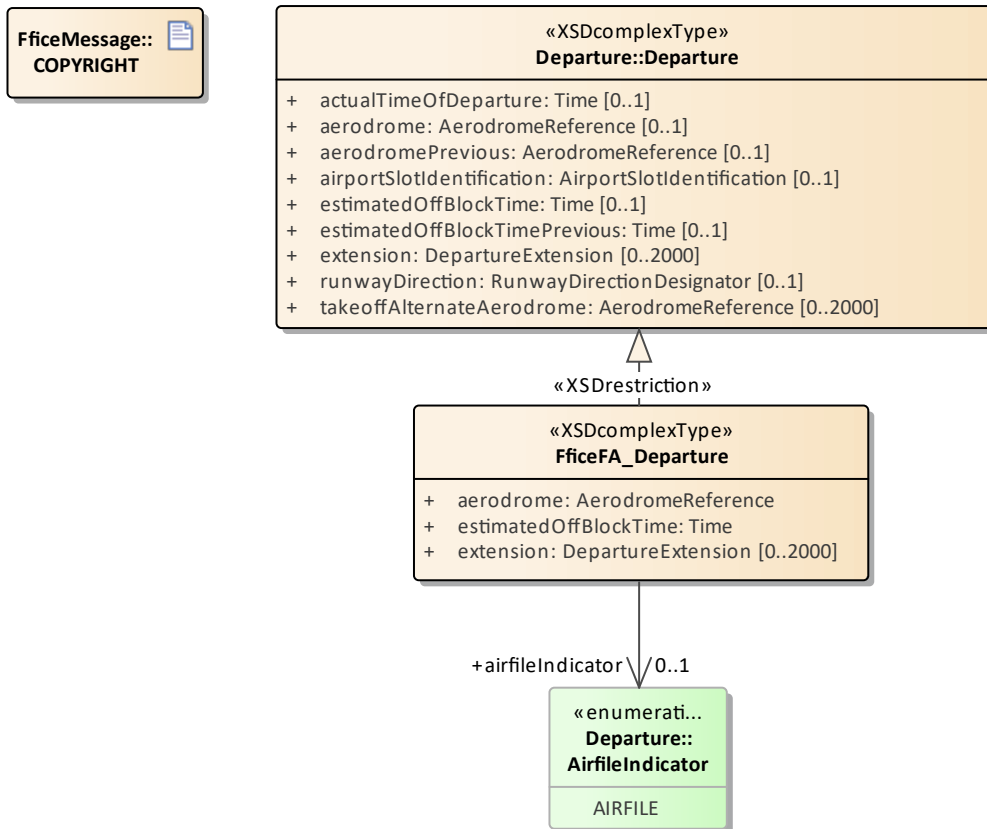 FficeMessage::
COPYRIGHT
«XSDcomplexType»
Departure::Departure
+ actualTimeOfDeparture: Time [0..1]
+ aerodrome: AerodromeReference [0..1]
+ aerodromePrevious: AerodromeReference [0..1]
+ airportSlotIdentification: AirportSlotIdentification [0..1]
+ estimatedOffBlockTime: Time [0..1]
+ estimatedOffBlockTimePrevious: Time [0..1]
+ extension: DepartureExtension [0..2000]
+ runwayDirection: RunwayDirectionDesignator [0..1]
+ takeoffAlternateAerodrome: AerodromeReference [0..2000]
«XSDrestriction»
«XSDcomplexType»
FficeFA_Departure
+ aerodrome: AerodromeReference
+ estimatedOffBlockTime: Time
+ extension: DepartureExtension [0..2000]
+airfileIndicator 0..1
«enumerati...
Departure::
AirfileIndicator
AIRFILE